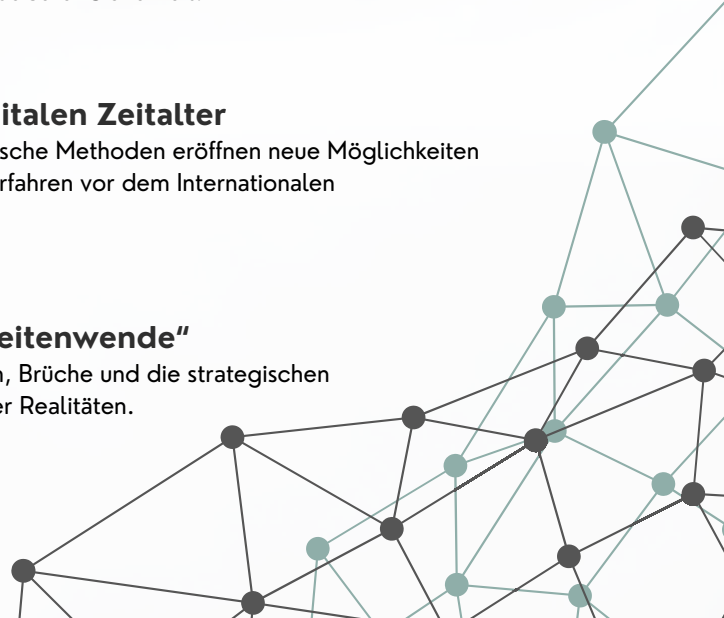 italen Zeitalter
sche Methoden eröffnen neue Möglichkeiten
rfahren vor dem Internationalen
eitenwende“
n, Brüche und die strategischen
er Realitäten.